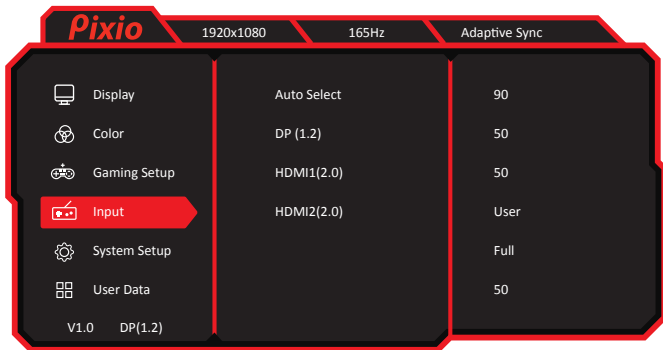 Pixio 1920x1080 165Hz Adaptive Sync
Display Auto Select 90
Color DP (1.2) 50
Gaming Setup HDMI1(2.0) 50
Input HDMI2(2.0) User
System Setup Full
User Data 50
V1.0 DP(1.2)